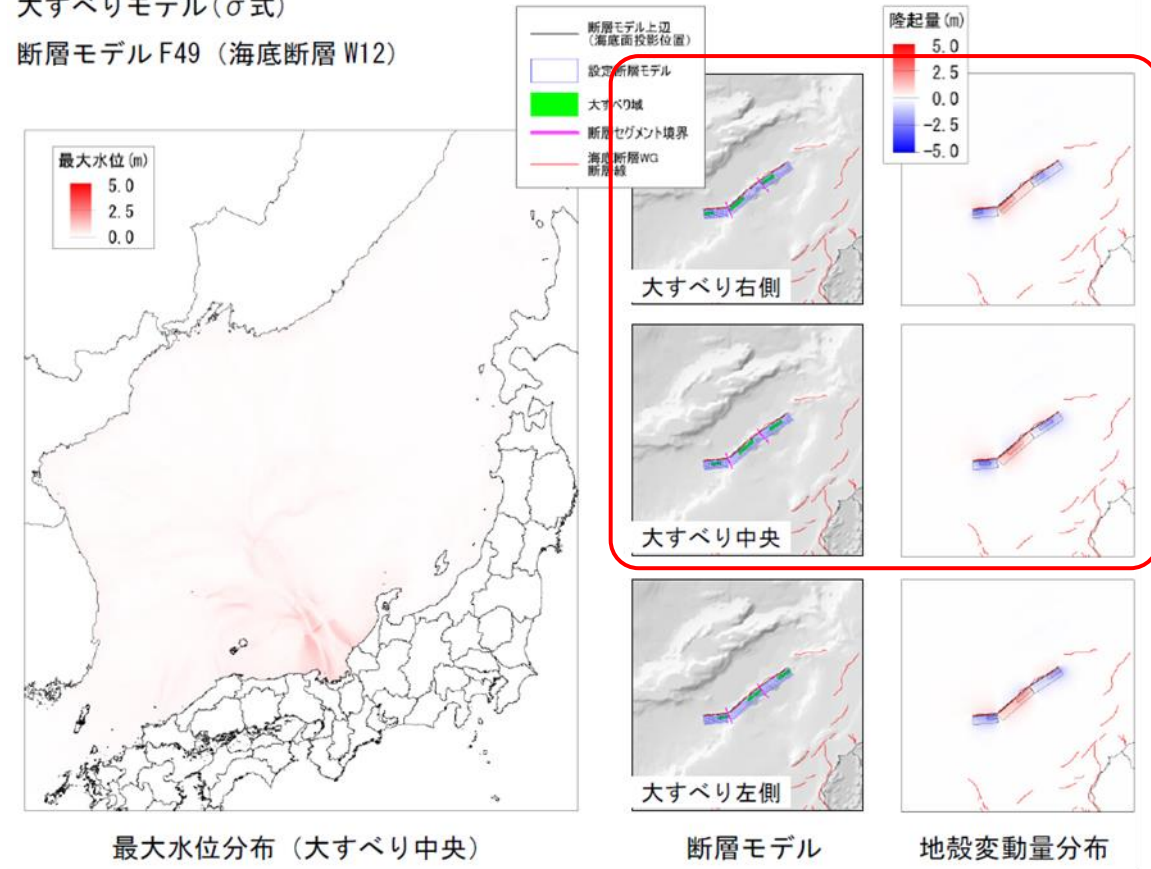 大すべりモデル(σ式)
断層モデル F49 (海底断層 W12)
最大水位(m)
5.0
2.5
0.0
断層モデル上辺
(海底面投影位置)
設定断層モデル
大すべり域
断層セグメント境界
海底断層WG
断層線
隆起量(m)
5.0
2.5
0.0
-2.5
-5.0
大すべり右側
大すべり中央
大すべり左側
最大水位分布(大すべり中央)
断層モデル
地殻変動量分布